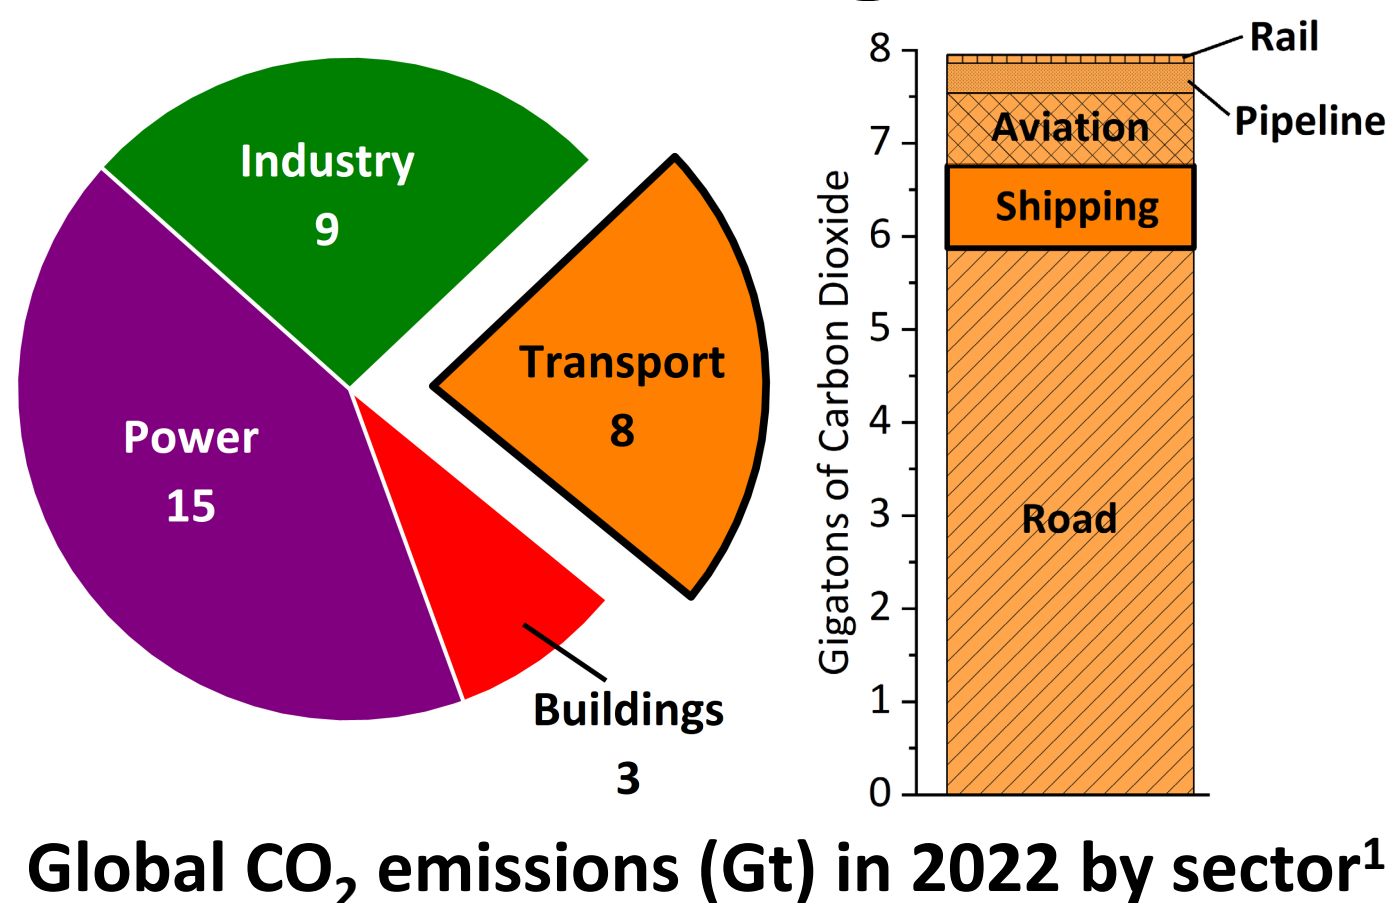 Industry
9
Transport
8
Power
15
Buildings
3
Gigatons of Carbon Dioxide
8
7
6
5
4
3
2
1
0
Rail
Pipeline
Aviation
Shipping
Road
Global CO₂ emissions (Gt) in 2022 by sector¹